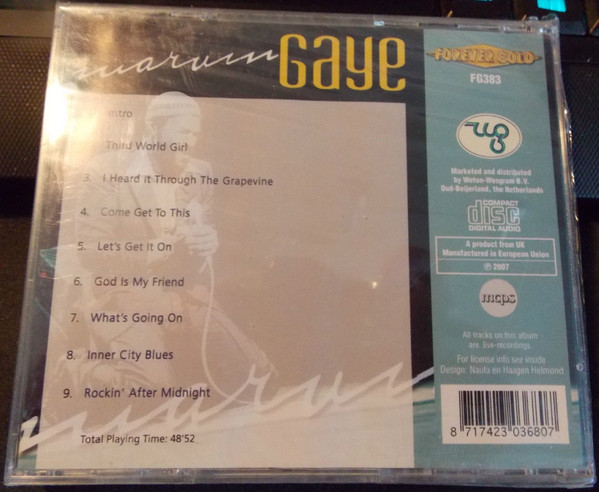 marvin Gaye
Intro
Third World Girl
3. I Heard It Through The Grapevine
4. Come Get To This
5. Let's Get It On
6. God Is My Friend
7. What's Going On
8. Inner City Blues
9. Rockin' After Midnight
Total Playing Time: 48'52
FOREVER GOLD
FG383
wg
Marketed and distributed
by Weton-Wesgram B.V.
Oud-Beijerland, the Netherlands
COMPACT
disc
DIGITAL AUDIO
A product from UK
Manufactured in European Union
℗ 2007
mcps
All tracks on this album
are live-recordings.
For license info see inside
Design: Nauta en Haagen Helmond
8 717423 036807